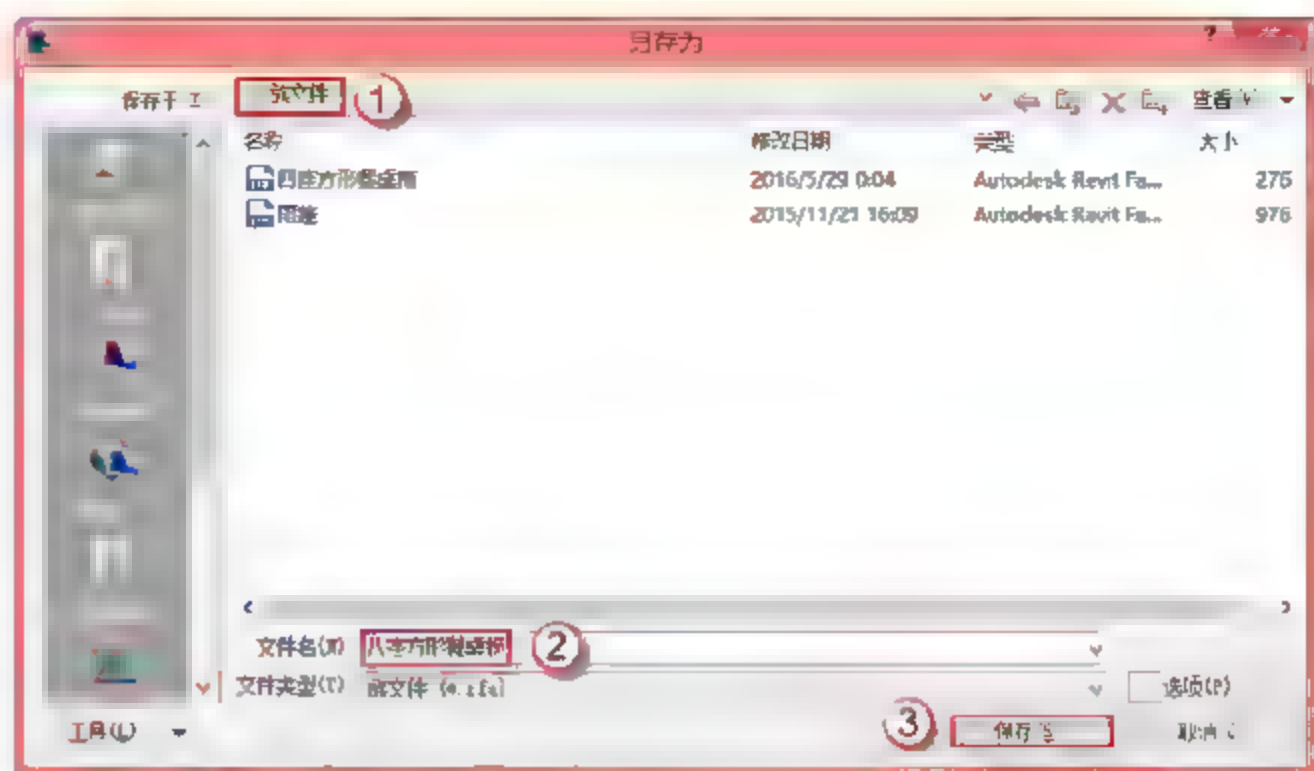 另存为
保存于 I 族文件 1 查看 V
名称 修改日期 类型 大小
四座方形餐桌 2016/5/29 0:04 Autodesk Revit Fa... 276
2015/11/21 16:09 Autodesk Revit Fa... 976
文件名(N) 2
文件类型(T) 族文件 (*.rfa) 选项(P)
工具(L) 3 保存 S 取消